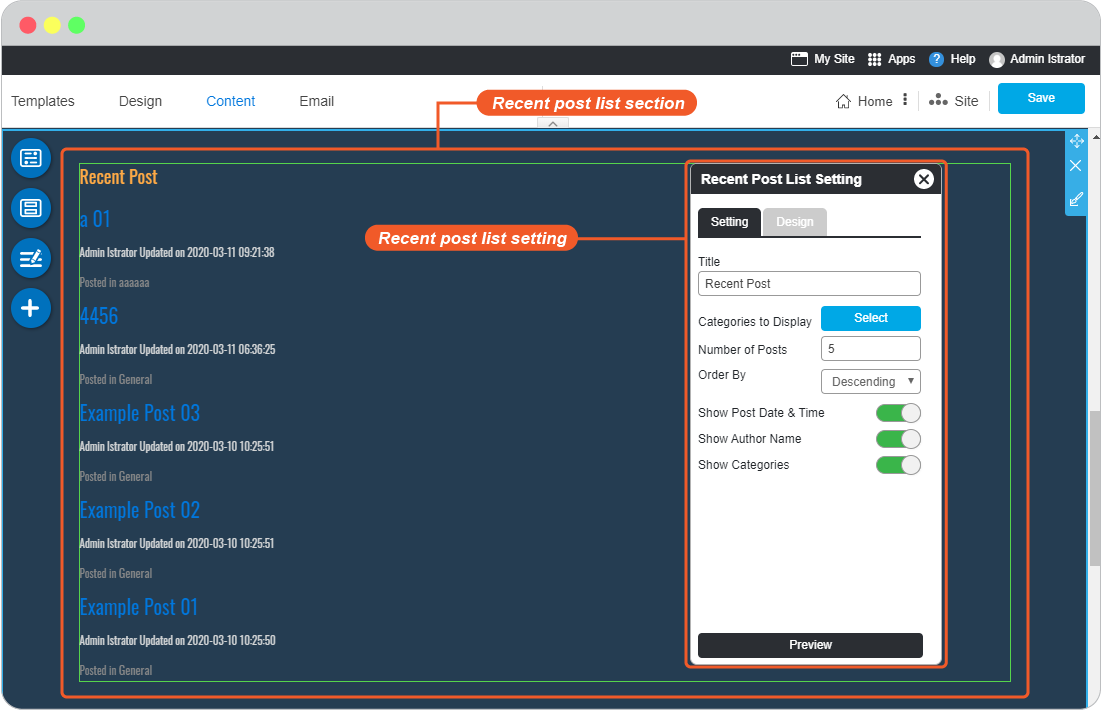 My Site Apps ? Help Admin Istrator
Templates Design Content Email Home Site Save
Recent post list section
Recent Post
a 01
Admin Istrator Updated on 2020-03-11 09:21:38
Posted in aaaaaa
4456
Admin Istrator Updated on 2020-03-11 06:36:25
Posted in General
Example Post 03
Admin Istrator Updated on 2020-03-10 10:25:51
Posted in General
Example Post 02
Admin Istrator Updated on 2020-03-10 10:25:51
Posted in General
Example Post 01
Admin Istrator Updated on 2020-03-10 10:25:50
Posted in General
Recent post list setting
Recent Post List Setting
Setting Design
Title
Recent Post
Categories to Display Select
Number of Posts 5
Order By Descending
Show Post Date & Time
Show Author Name
Show Categories
Preview